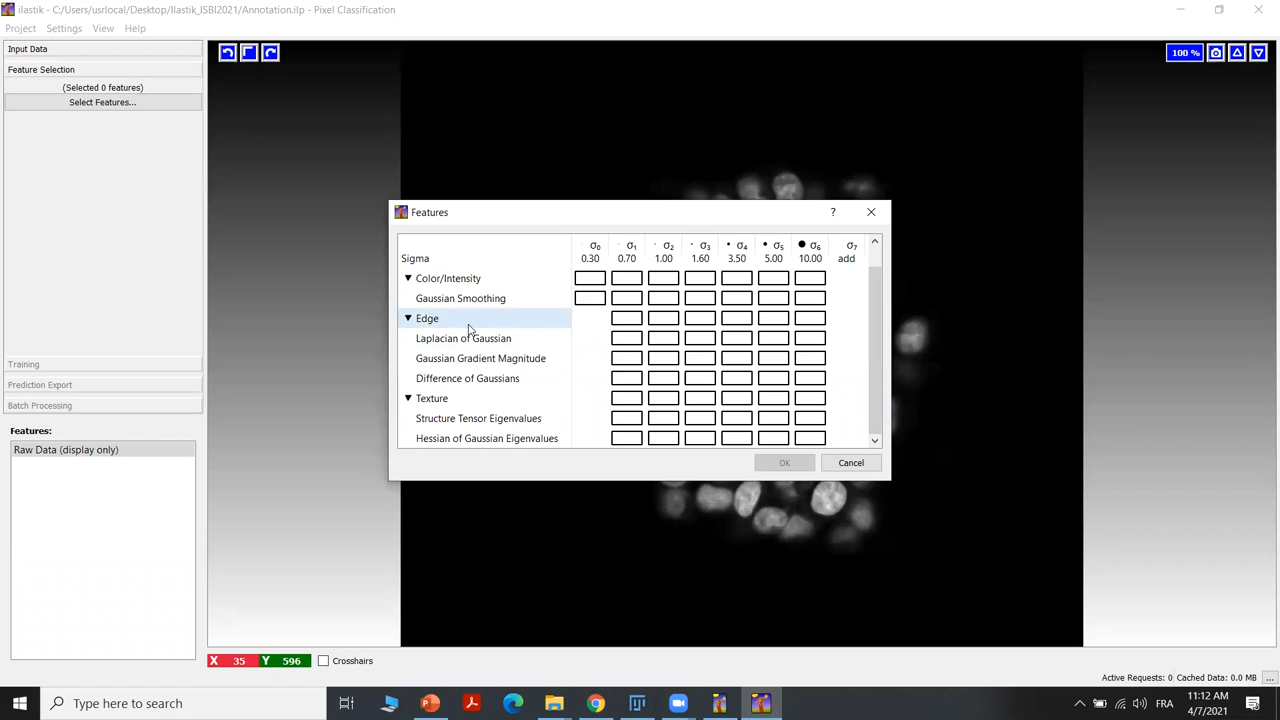 ilastik - C:/Users/usrlocal/Desktop/Ilastik_ISBI2021/Annotation.ilp - Pixel Classification
Project Settings View Help
Input Data
Feature Selection
(Selected 0 features)
Select Features...
100 %
Features
?
σ0 σ1 σ2 σ3 σ4 σ5 σ6 σ7
Sigma 0.30 0.70 1.00 1.60 3.50 5.00 10.00 add
Color/Intensity
Gaussian Smoothing
Edge
Laplacian of Gaussian
Gaussian Gradient Magnitude
Difference of Gaussians
Texture
Structure Tensor Eigenvalues
Hessian of Gaussian Eigenvalues
OK Cancel
Training
Prediction Export
Batch Processing
Features:
Raw Data (display only)
X 35 Y 596 Crosshairs
Active Requests: 0 Cached Data: 0.0 MB ...
Type here to search
FRA
11:12 AM
4/7/2021